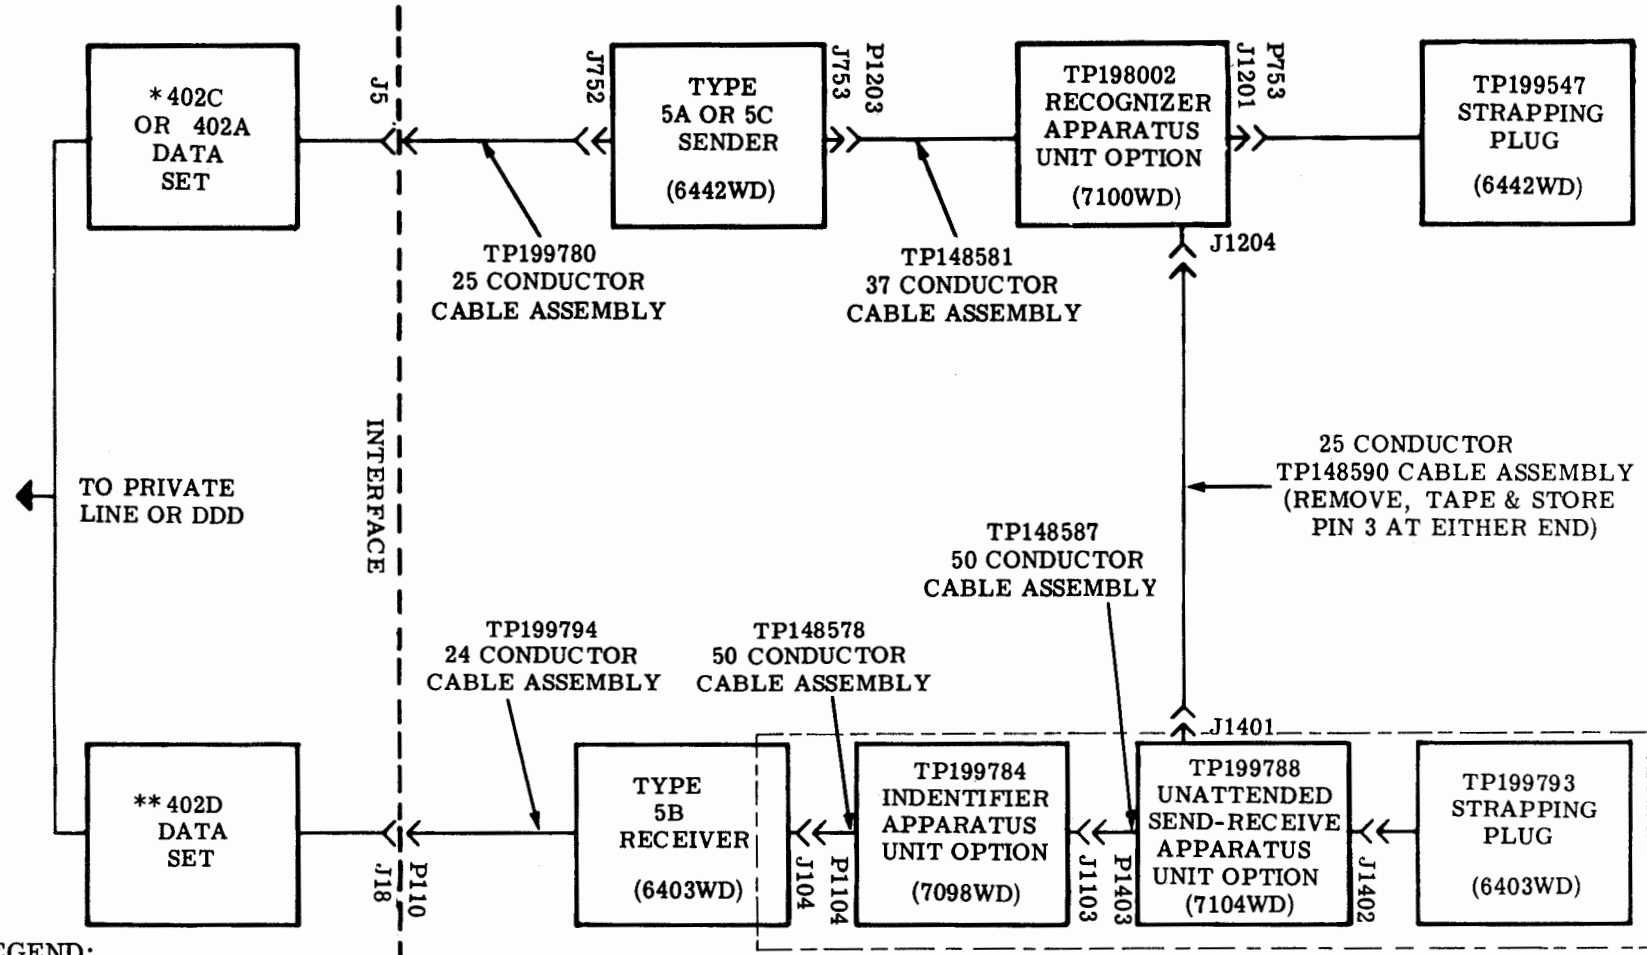 *402C
OR 402A
DATA
SET
J5
J752
TYPE
5A OR 5C
SENDER
(6442WD)
J753
P1203
TP198002
RECOGNIZER
APPARATUS
UNIT OPTION
(7100WD)
J1201
P753
TP199547
STRAPPING
PLUG
(6442WD)
J1204
TP199780
25 CONDUCTOR
CABLE ASSEMBLY
TP148581
37 CONDUCTOR
CABLE ASSEMBLY
INTERFACE
TO PRIVATE
LINE OR DDD
25 CONDUCTOR
TP148590 CABLE ASSEMBLY
(REMOVE, TAPE & STORE
PIN 3 AT EITHER END)
TP148587
50 CONDUCTOR
CABLE ASSEMBLY
TP199794
24 CONDUCTOR
CABLE ASSEMBLY
TP148578
50 CONDUCTOR
CABLE ASSEMBLY
J1401
**402D
DATA
SET
J18
P110
TYPE
5B
RECEIVER
(6403WD)
J104
P1104
TP199784
INDENTIFIER
APPARATUS
UNIT OPTION
(7098WD)
J1103
P1403
TP199788
UNATTENDED
SEND-RECEIVE
APPARATUS
UNIT OPTION
(7104WD)
J1402
TP199793
STRAPPING
PLUG
(6403WD)
EGEND: